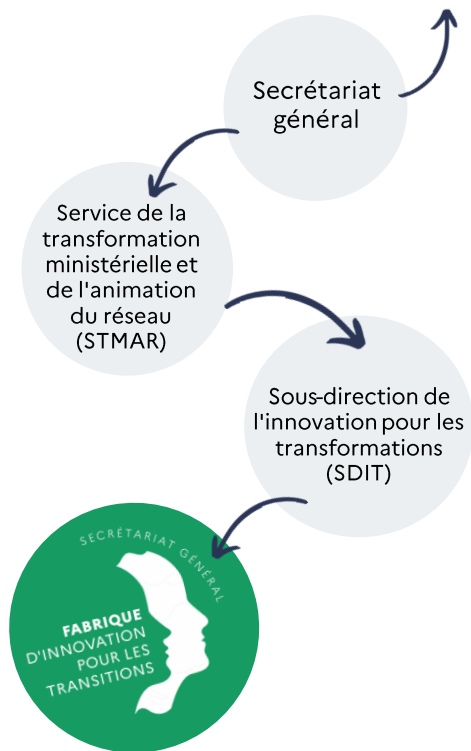 Secrétariat
général
Service de la
transformation
ministérielle et
de l'animation
du réseau
(STMAR)
Sous-direction de
l'innovation pour les
transformations
(SDIT)
SECRÉTARIAT GÉNÉRAL
FABRIQUE
D'INNOVATION
POUR LES
TRANSITIONS